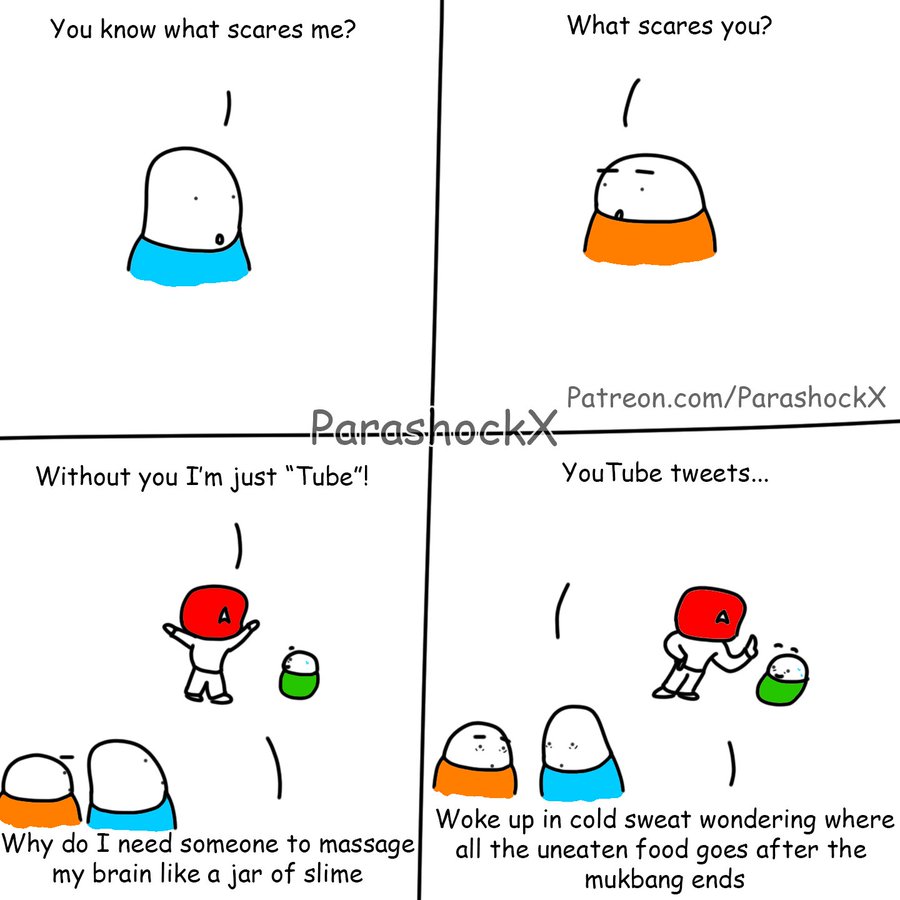 You know what scares me?
What scares you?
Patreon.com/ParashockX
ParashockX
Without you I'm just "Tube"!
Why do I need someone to massage
my brain like a jar of slime
YouTube tweets...
Woke up in cold sweat wondering where
all the uneaten food goes after the
mukbang ends